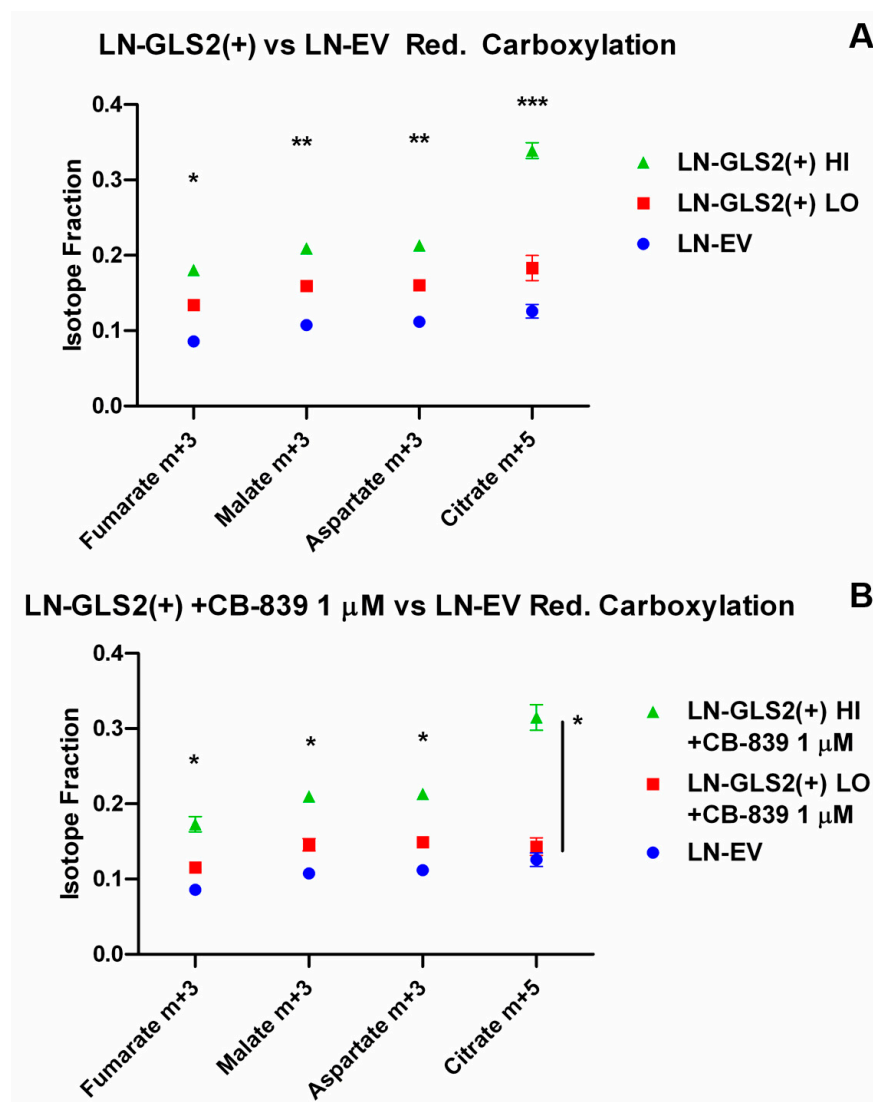 A
LN-GLS2(+) vs LN-EV Red. Carboxylation
Isotope Fraction
0.4
0.3
0.2
0.1
0.0
*
**
**
***
Fumarate m+3
Malate m+3
Aspartate m+3
Citrate m+5
LN-GLS2(+) HI
LN-GLS2(+) LO
LN-EV
B
LN-GLS2(+) +CB-839 1 μM vs LN-EV Red. Carboxylation
Isotope Fraction
0.4
0.3
0.2
0.1
0.0
*
*
*
*
Fumarate m+3
Malate m+3
Aspartate m+3
Citrate m+5
LN-GLS2(+) HI
+CB-839 1 μM
LN-GLS2(+) LO
+CB-839 1 μM
LN-EV